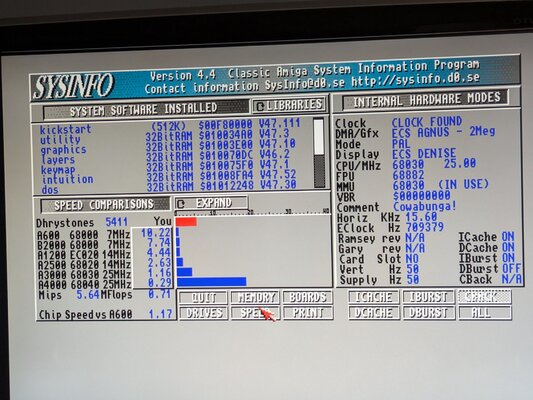 SYSINFO
Version 4.4 Classic Amiga System Information Program
Contact information SysInfo@d0.se http://sysinfo.d0.se
SYSTEM SOFTWARE INSTALLED
LIBRARIES
kickstart (512K) $00F80000 V47.111
utility 32BitRAM $010034A0 V47.3
graphics 32BitRAM $01003E00 V47.10
layers 32BitRAM $010070DC V46.2
keymap 32BitRAM $010075F0 V47.1
intuition 32BitRAM $01008FA4 V47.52
dos 32BitRAM $01012248 V47.30
INTERNAL HARDWARE MODES
Clock CLOCK FOUND
DMA/Gfx ECS AGNUS - 2Meg
Mode PAL
Display ECS DENISE
CPU/MHz 68030 25.00
FPU 68882
MMU 68030 (IN USE)
VBR $00000000
Comment Cowabunga!
Horiz KHz 15.60
EClock Hz 709379
Ramsey rev N/A ICache ON
Gary rev N/A DCache ON
Card Slot NO IBurst ON
Vert Hz 50 DBurst OFF
Supply Hz 50 CBack N/A
SPEED COMPARISONS
EXPAND
Dhrystones 5411 You
A600 68000 7MHz 10.22
B2000 68000 7MHz 7.74
A1200 EC020 14MHz 4.44
A2500 68020 14MHz 2.63
A3000 68030 25MHz 1.16
A4000 68040 25MHz 0.29
Mips 5.64 MFlops 0.71
Chip Speed vs A600 1.17
10 20 30 40
QUIT MEMORY BOARDS
DRIVES SPEED PRINT
ICACHE IBURST CBACK
DCACHE DBURST ALL